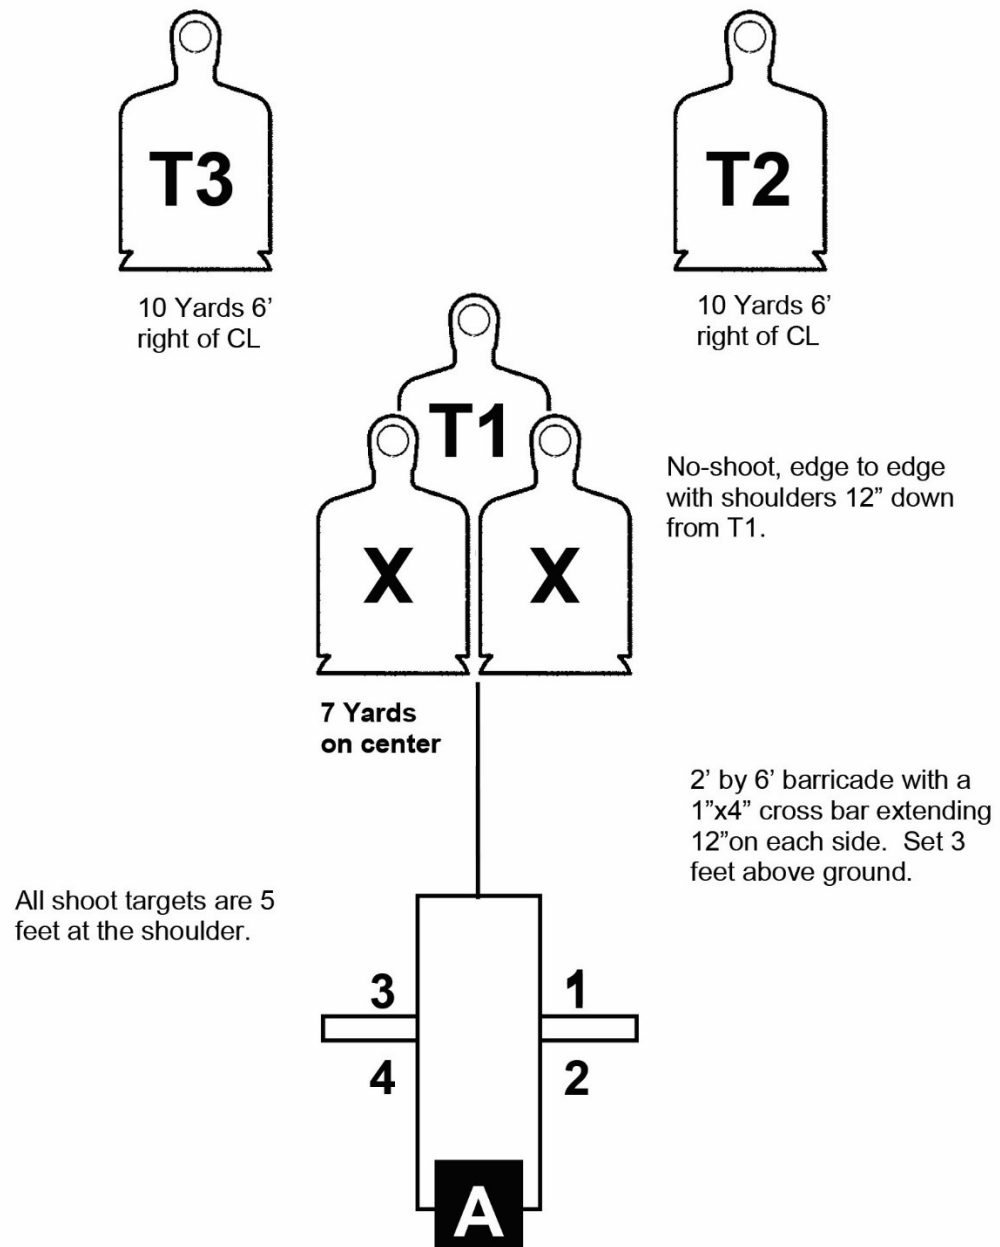 T3
T2
10 Yards 6’
right of CL
10 Yards 6’
right of CL
T1
No-shoot, edge to edge
with shoulders 12” down
from T1.
X
X
7 Yards
on center
2’ by 6’ barricade with a
1”x4” cross bar extending
12”on each side.  Set 3
feet above ground.
All shoot targets are 5
feet at the shoulder.
3
1
4
2
A